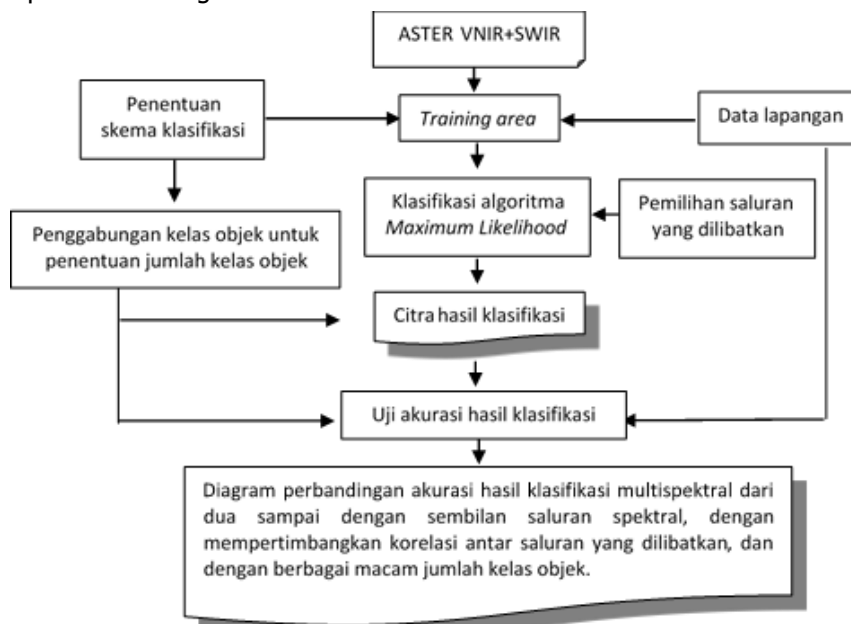 ASTER VNIR+SWIR
Penentuan
skema klasifikasi
Training area
Data lapangan
Klasifikasi algoritma
Maximum Likelihood
Pemilihan saluran
yang dilibatkan
Penggabungan kelas objek untuk
penentuan jumlah kelas objek
Citra hasil klasifikasi
Uji akurasi hasil klasifikasi
Diagram perbandingan akurasi hasil klasifikasi multispektral dari
dua sampai dengan sembilan saluran spektral, dengan
mempertimbangkan korelasi antar saluran yang dilibatkan, dan
dengan berbagai macam jumlah kelas objek.